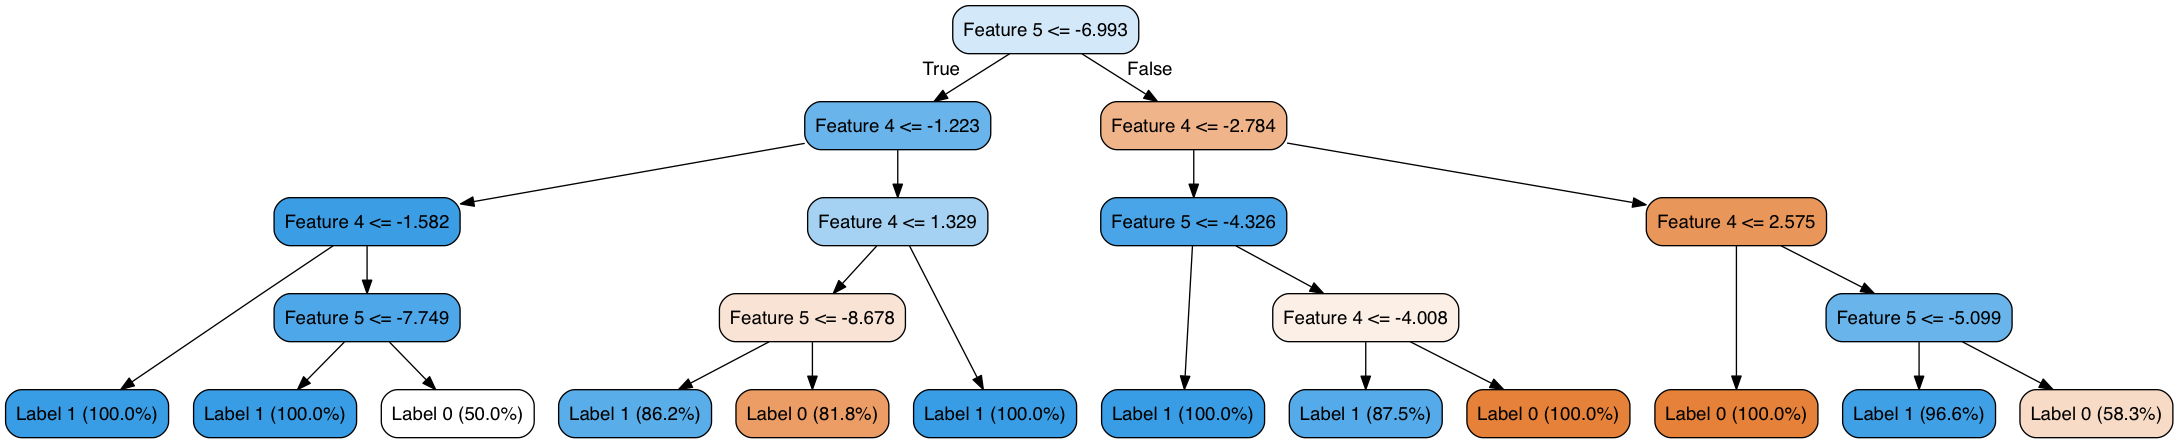 Feature 5 <= -6.993
True
False
Feature 4 <= -1.223
Feature 4 <= -2.784
Feature 4 <= -1.582
Feature 4 <= 1.329
Feature 5 <= -4.326
Feature 4 <= 2.575
Feature 5 <= -7.749
Feature 5 <= -8.678
Feature 4 <= -4.008
Feature 5 <= -5.099
Label 1 (100.0%)
Label 1 (100.0%)
Label 0 (50.0%)
Label 1 (86.2%)
Label 0 (81.8%)
Label 1 (100.0%)
Label 1 (100.0%)
Label 1 (87.5%)
Label 0 (100.0%)
Label 0 (100.0%)
Label 1 (96.6%)
Label 0 (58.3%)